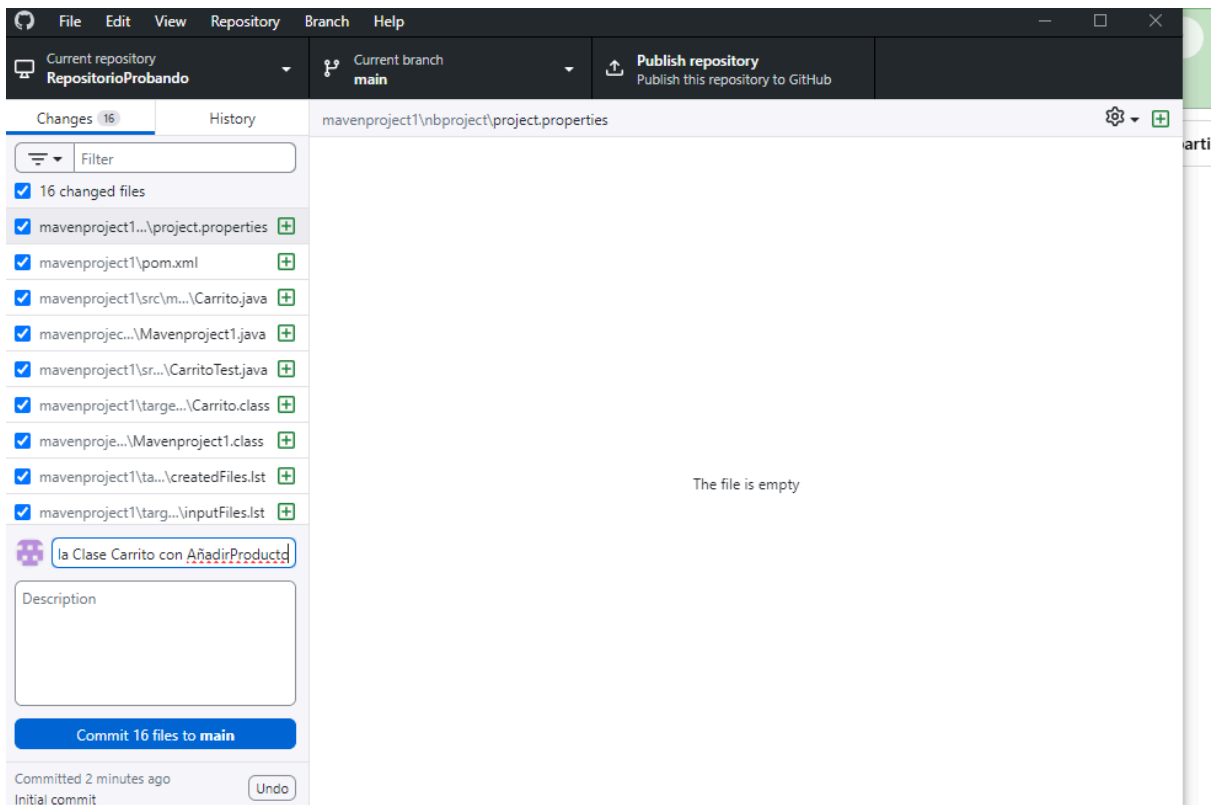 File Edit View Repository Branch Help
Current repository
RepositorioProbando
Current branch
main
Publish repository
Publish this repository to GitHub
Changes 16 History
mavenproject1\nbproject\project.properties
Filter
16 changed files
mavenproject1...\project.properties
mavenproject1\pom.xml
mavenproject1\src\m...\Carrito.java
mavenprojec...\Mavenproject1.java
mavenproject1\sr...\CarritoTest.java
mavenproject1\targe...\Carrito.class
mavenproje...\Mavenproject1.class
mavenproject1\ta...\createdFiles.lst
mavenproject1\targ...\inputFiles.lst
The file is empty
la Clase Carrito con AñadirProducto
Description
Commit 16 files to main
Committed 2 minutes ago
Initial commit
Undo
arti